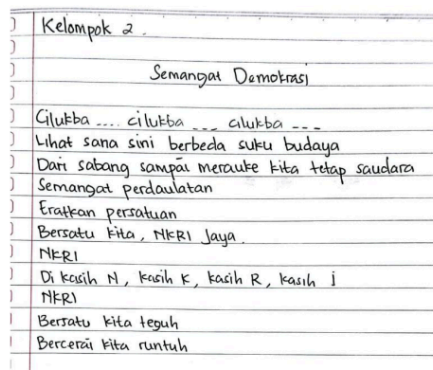 Kelompok 2.
Semangat Demokrasi
Cilukba .... cilukba --- cilukba ---
Lihat sana sini berbeda suku budaya
Dari sabang sampai merauke kita tetap saudara
Semangat perdaulatan
Eratkan persatuan
Bersatu kita, NKRI Jaya.
NKRI
Di kasih N, kasih K, kasih R, kasih i
NKRI
Bersatu kita teguh
Bercerai kita runtuh